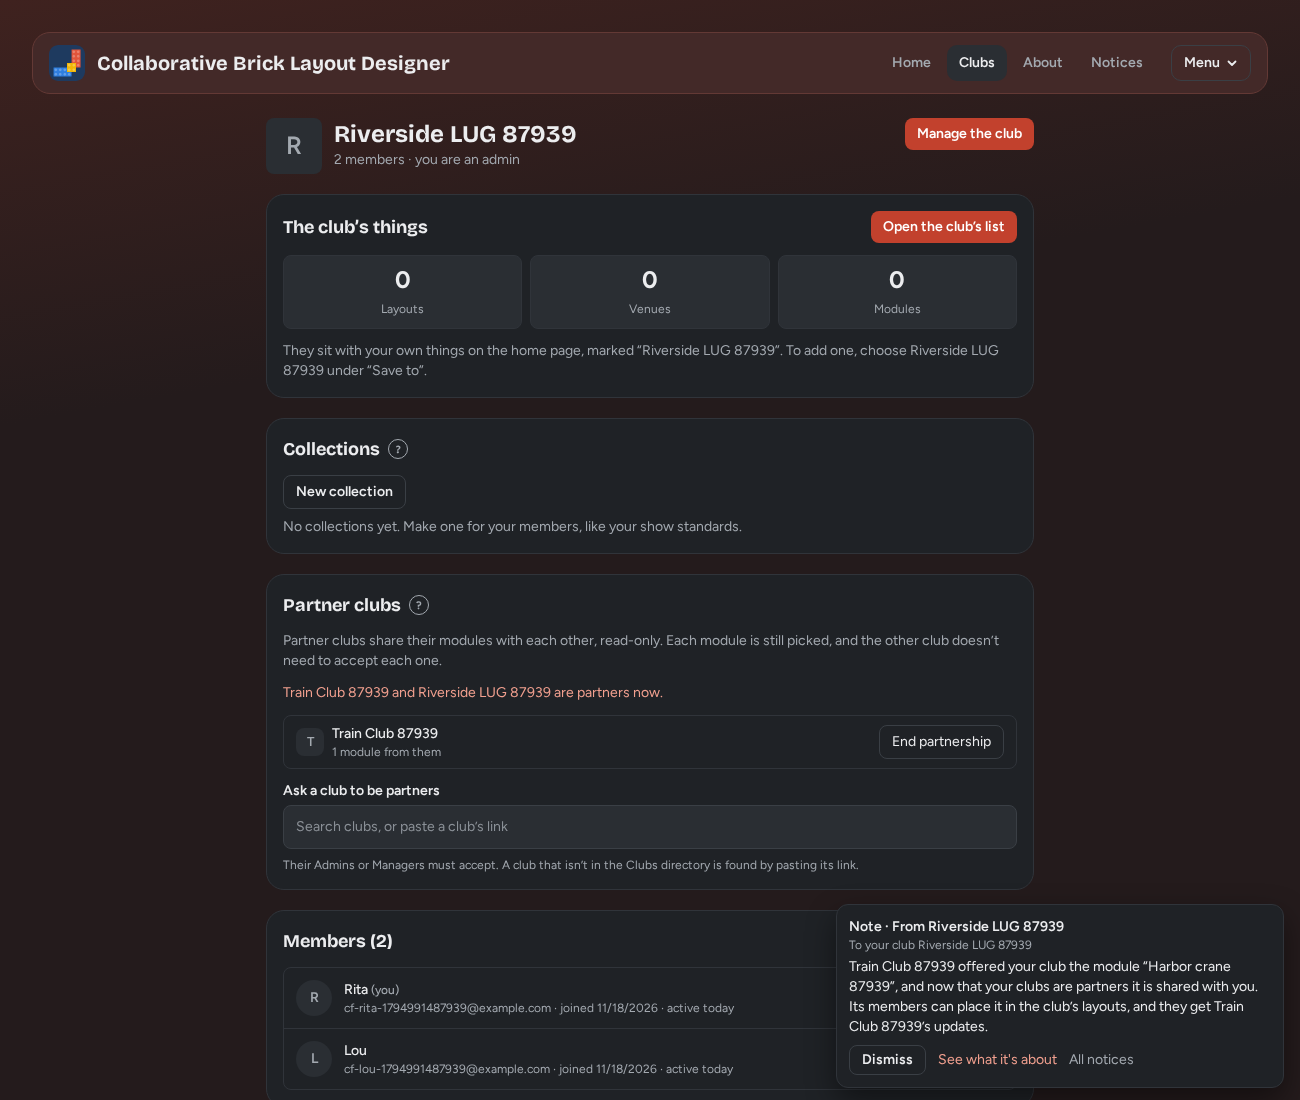 Collaborative Brick Layout Designer
Home
Clubs
About
Notices
Menu
R
Riverside LUG 87939
2 members · you are an admin
Manage the club
The club's things
Open the club's list
0
Layouts
0
Venues
0
Modules
They sit with your own things on the home page, marked “Riverside LUG 87939”. To add one, choose Riverside LUG
87939 under “Save to”.
Collections
?
New collection
No collections yet. Make one for your members, like your show standards.
Partner clubs
?
Partner clubs share their modules with each other, read-only. Each module is still picked, and the other club doesn’t
need to accept each one.
Train Club 87939 and Riverside LUG 87939 are partners now.
T
Train Club 87939
1 module from them
End partnership
Ask a club to be partners
Search clubs, or paste a club’s link
Their Admins or Managers must accept. A club that isn’t in the Clubs directory is found by pasting its link.
Members (2)
R
Rita (you)
cf-rita-1794991487939@example.com · joined 11/18/2026 · active today
L
Lou
cf-lou-1794991487939@example.com · joined 11/18/2026 · active today
Note · From Riverside LUG 87939
To your club Riverside LUG 87939
Train Club 87939 offered your club the module “Harbor crane
87939”, and now that your clubs are partners it is shared with you.
Its members can place it in the club’s layouts, and they get Train
Club 87939’s updates.
Dismiss
See what it's about
All notices